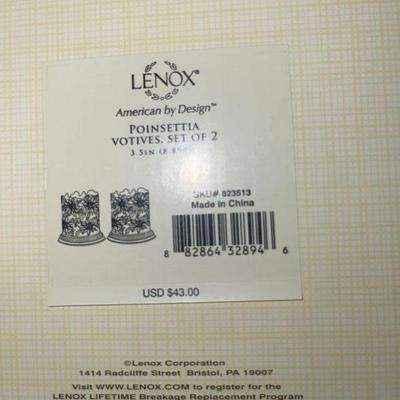 LENOX®
American by Design™
POINSETTIA
VOTIVES, SET OF 2
3.5IN
SKU# 823513
Made in China
8 82864 32894 6
USD $43.00
©Lenox Corporation
1414 Radcliffe Street Bristol, PA 19007
Visit WWW.LENOX.COM to register for the
LENOX LIFETIME Breakage Replacement Program